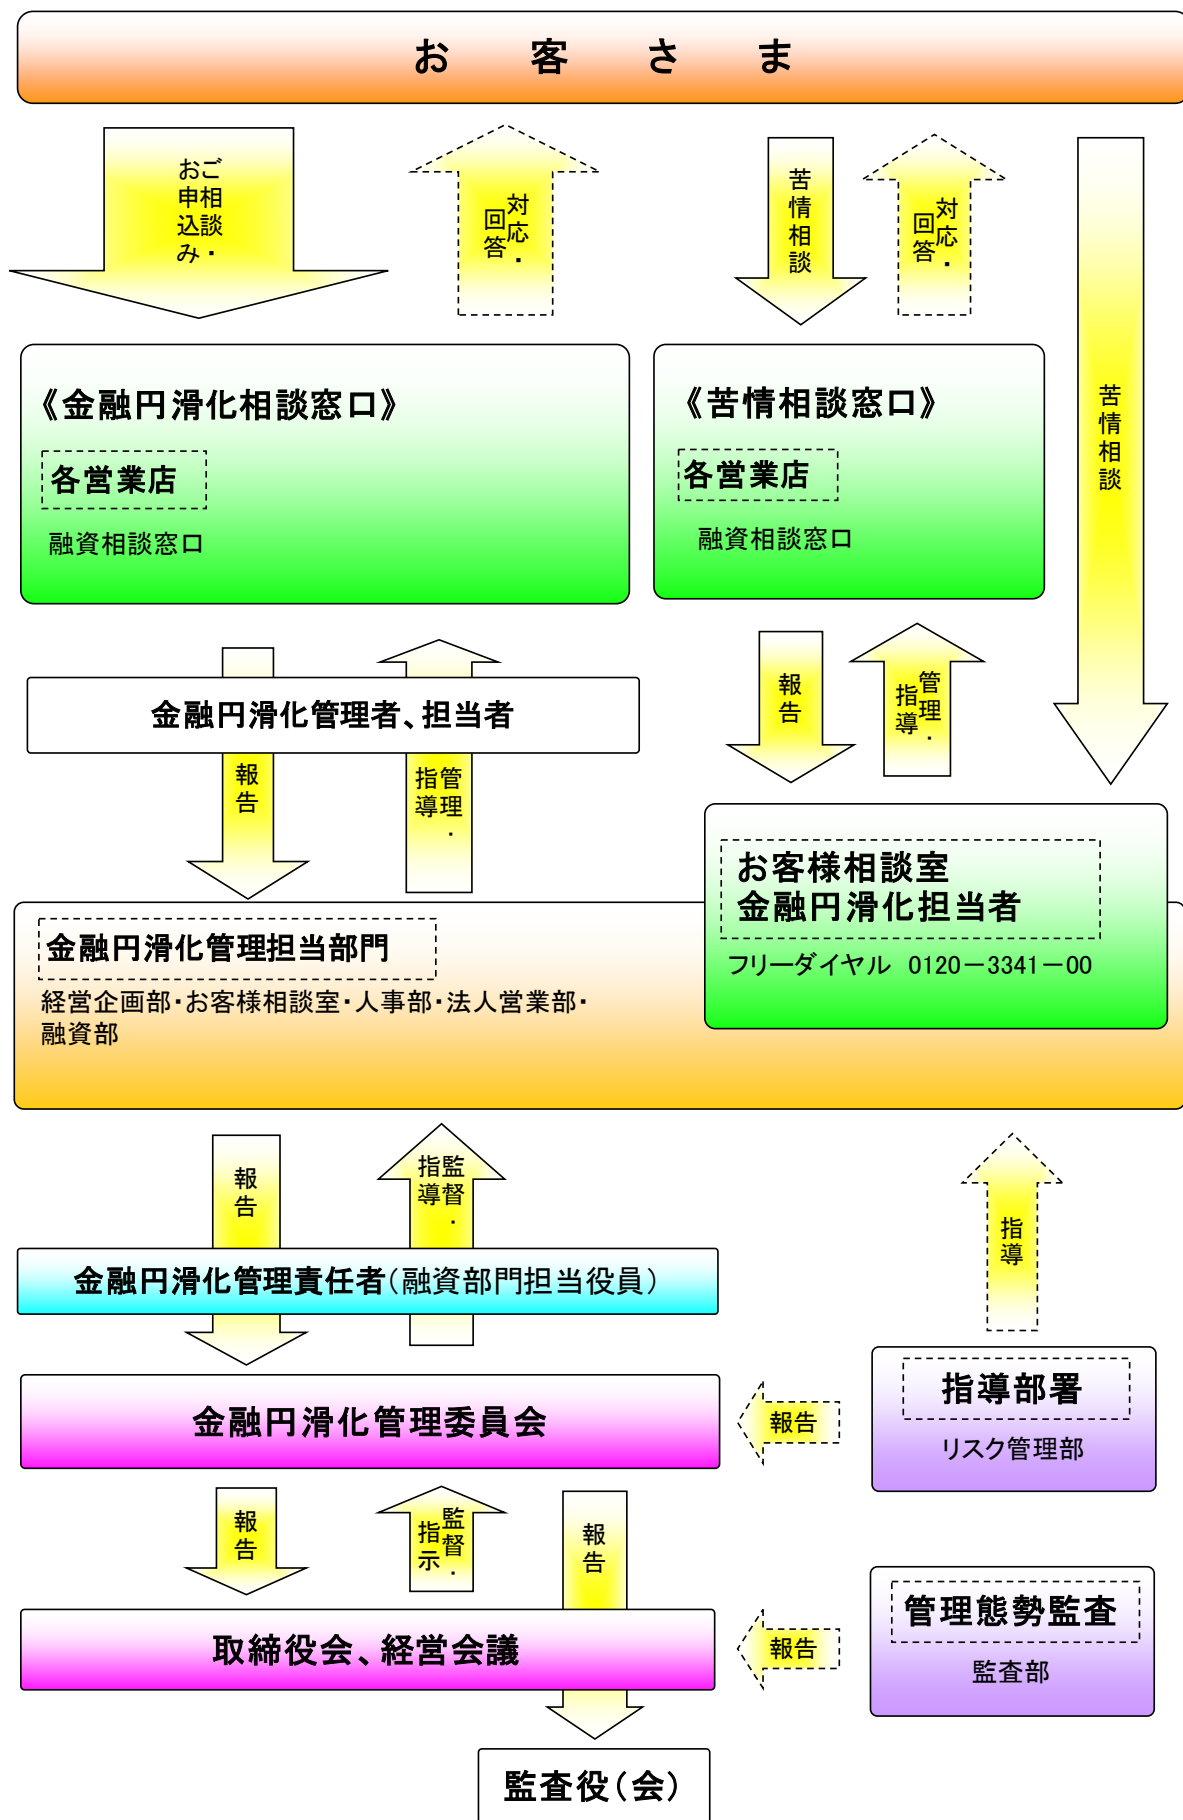 お客さま
ご相談・
お申込み
対応・
回答
苦情相談
対応・
回答
苦情相談
《金融円滑化相談窓口》
各営業店
融資相談窓口
《苦情相談窓口》
各営業店
融資相談窓口
金融円滑化管理者、担当者
報告
管理・
指導
報告
管理・
指導
お客様相談室
金融円滑化担当者
フリーダイヤル 0120－3341－00
金融円滑化管理担当部門
経営企画部・お客様相談室・人事部・法人営業部・
融資部
報告
監督・
指導
指導
金融円滑化管理責任者（融資部門担当役員）
金融円滑化管理委員会
報告
指導部署
リスク管理部
報告
監督・
指示
報告
取締役会、経営会議
報告
管理態勢監査
監査部
監査役（会）